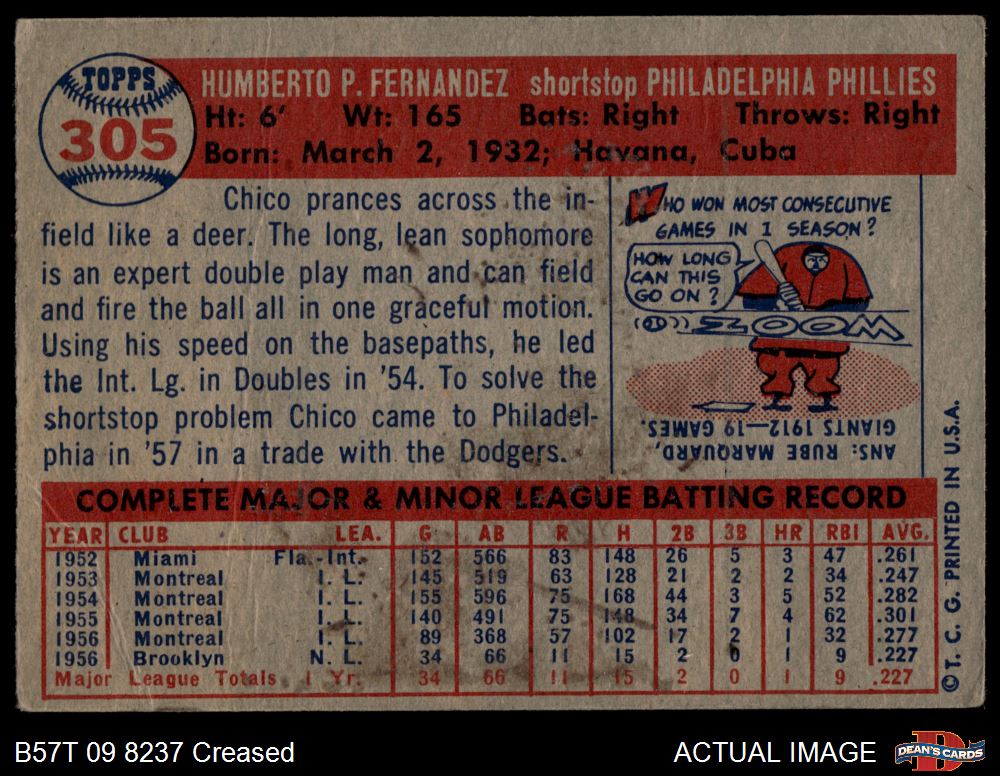 TOPPS
305
HUMBERTO P. FERNANDEZ shortstop PHILADELPHIA PHILLIES
Ht: 6' Wt: 165 Bats: Right Throws: Right
Born: March 2, 1932; Havana, Cuba
Chico prances across the in-
field like a deer. The long, lean sophomore
is an expert double play man and can field
and fire the ball all in one graceful motion.
Using his speed on the basepaths, he led
the Int. Lg. in Doubles in '54. To solve the
shortstop problem Chico came to Philadel-
phia in '57 in a trade with the Dodgers.
WHO WON MOST CONSECUTIVE
GAMES IN 1 SEASON?
HOW LONG
CAN THIS
GO ON?
ZOOM
ANS: RUBE MARQUARD,
GIANTS 1912—19 GAMES.
COMPLETE MAJOR & MINOR LEAGUE BATTING RECORD
YEAR CLUB LEA. G AB R H 2B 3B HR RBI AVG.
1952 Miami Fla.-Int. 152 566 83 148 26 5 3 47 .261
1953 Montreal I. L. 145 519 63 128 21 2 2 34 .247
1954 Montreal I. L. 155 596 75 168 44 3 5 52 .282
1955 Montreal I. L. 140 491 75 148 34 7 4 62 .301
1956 Montreal I. L. 89 368 57 102 17 2 1 32 .277
1956 Brooklyn N. L. 34 66 11 15 2 0 1 9 .227
Major League Totals 1 Yr. 34 66 11 15 2 0 1 9 .227
© T. C. G. PRINTED IN U.S.A.
B57T 09 8237 Creased
ACTUAL IMAGE
DEAN'S CARDS